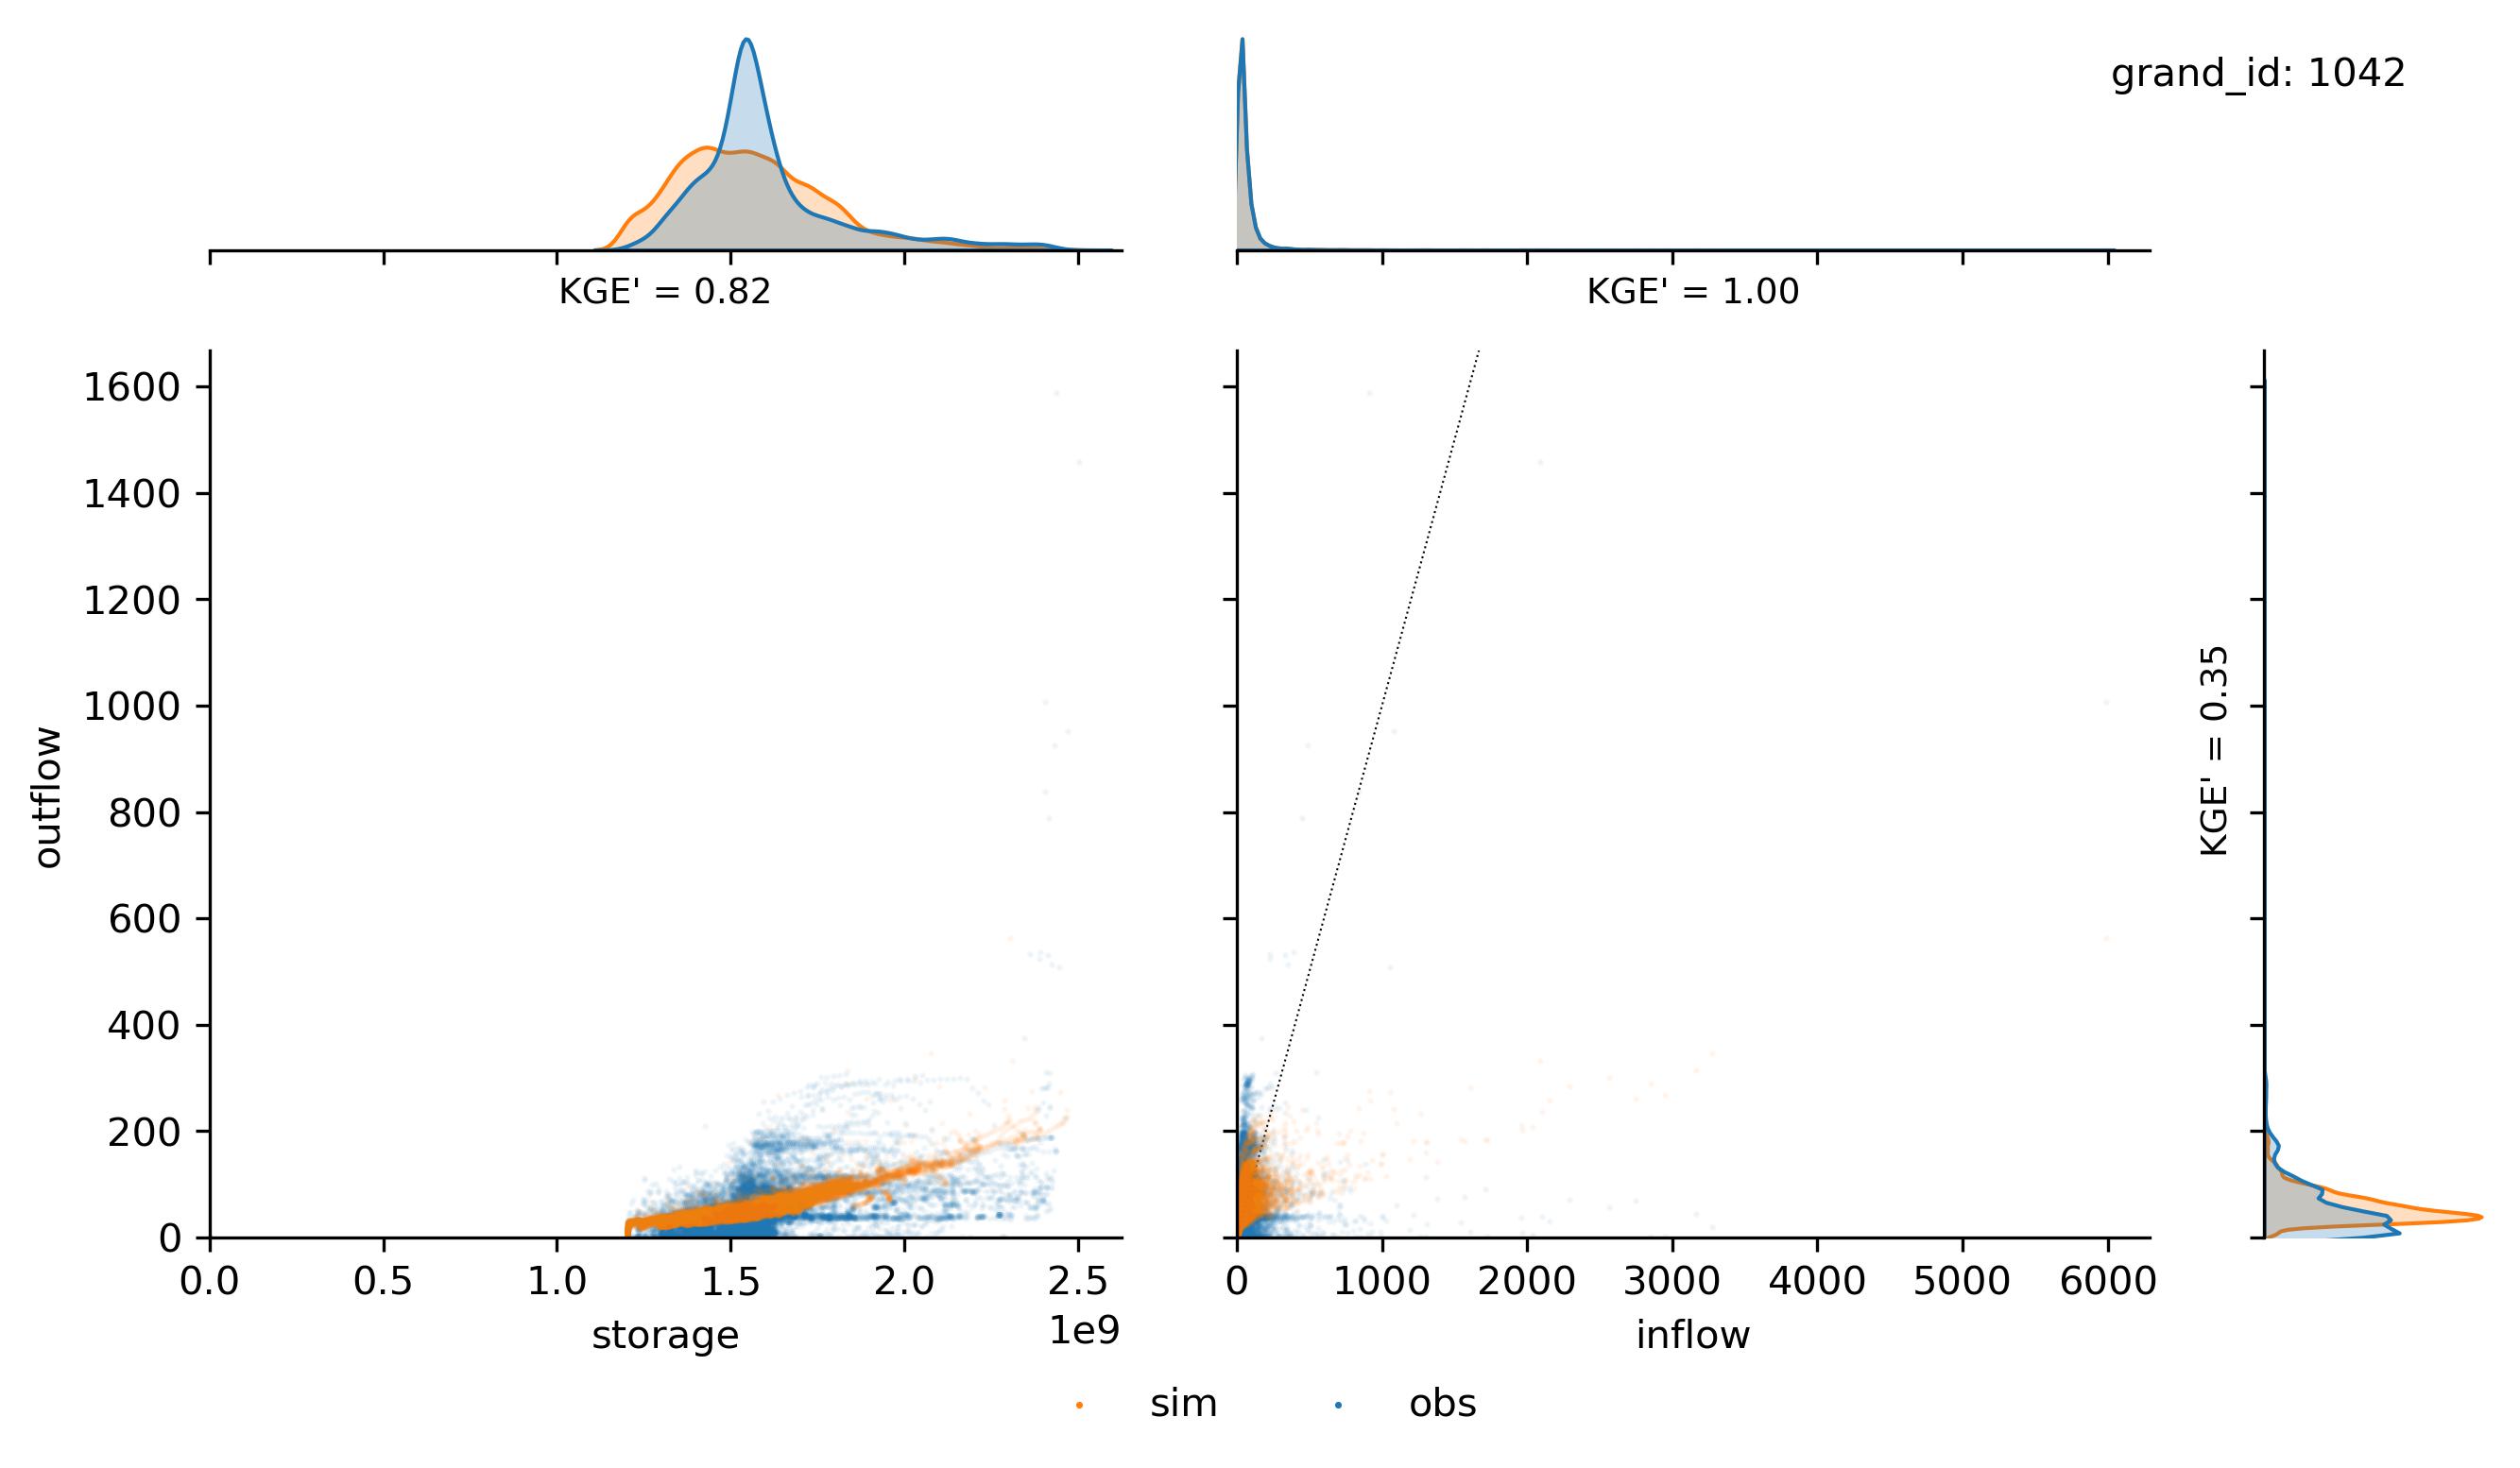 grand_id: 1042
KGE' = 0.82
KGE' = 1.00
1600
1400
1200
1000
800
600
400
200
0
outflow
KGE' = 0.35
0.0 0.5 1.0 1.5 2.0 2.5
1e9
storage
0 1000 2000 3000 4000 5000 6000
inflow
sim obs